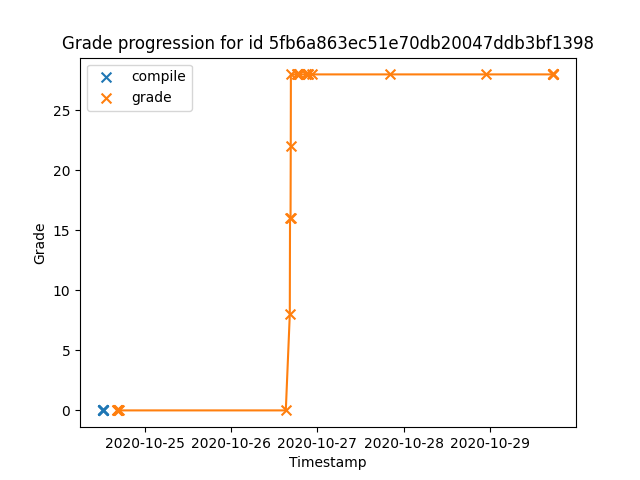 Grade progression for id 5fb6a863ec51e70db20047ddb3bf1398
compile
grade
25
20
15
10
5
0
Grade
2020-10-25 2020-10-26 2020-10-27 2020-10-28 2020-10-29
Timestamp